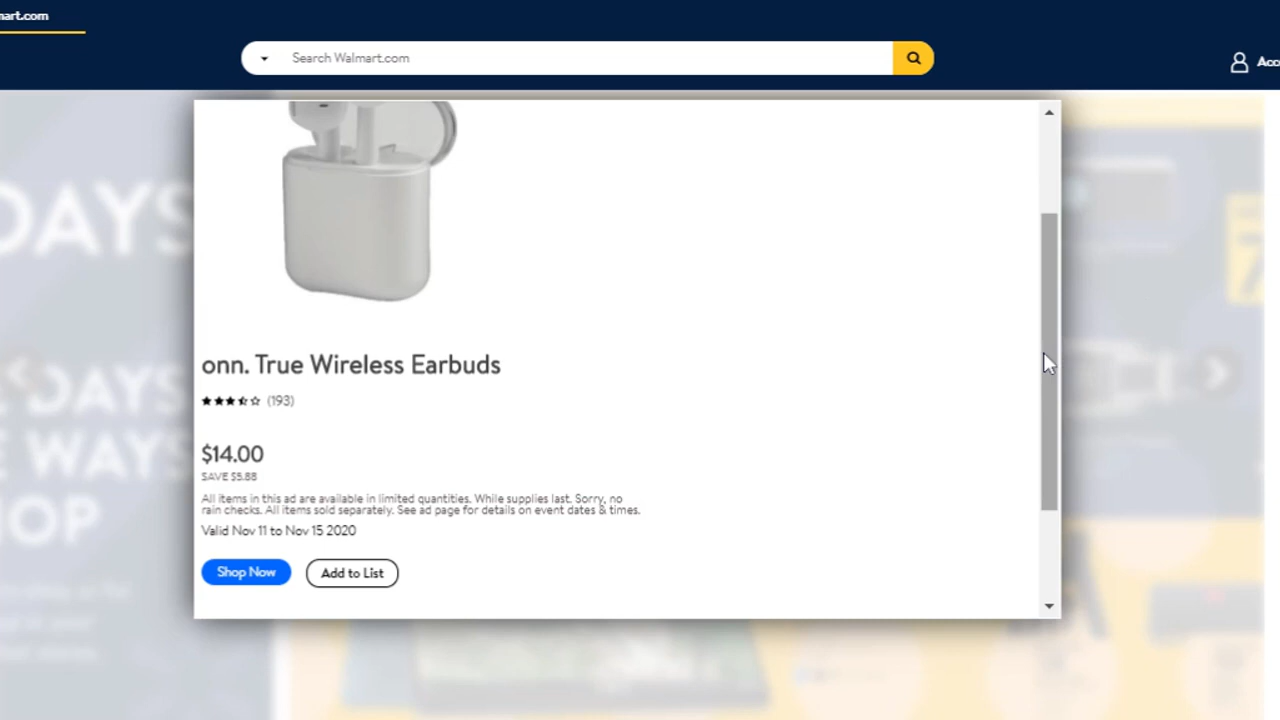 mart.com
Search Walmart.com
Acc
DAYS
DAYS
WAYS
OP
onn. True Wireless Earbuds
(193)
$14.00
SAVE $5.88
All items in this ad are available in limited quantities. While supplies last. Sorry, no
rain checks. All items sold separately. See ad page for details on event dates & times.
Valid Nov 11 to Nov 15 2020
Shop Now
Add to List